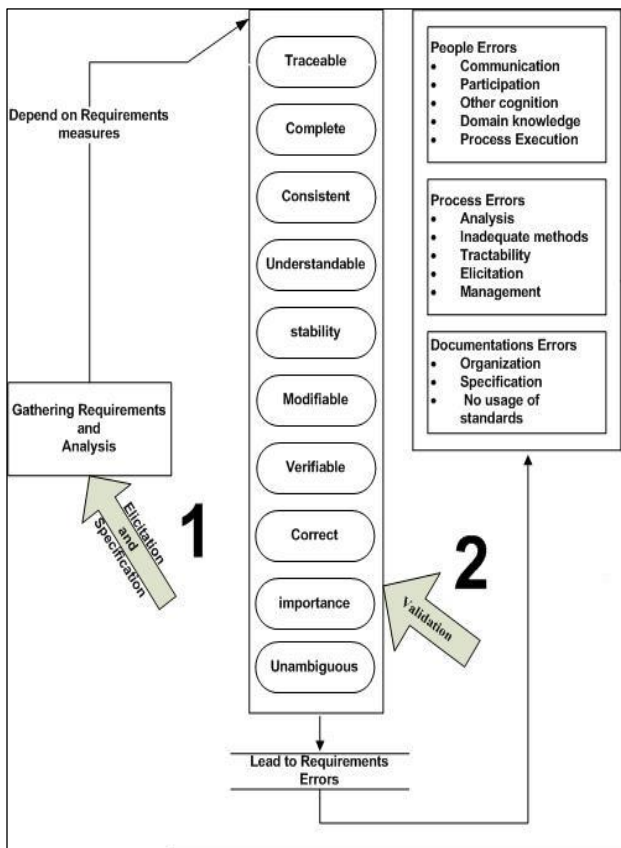 Depend on Requirements
measures
Gathering Requirements
and
Analysis
Elicitation
and
Specification
1
Traceable
Complete
Consistent
Understandable
stability
Modifiable
Verifiable
Correct
importance
Unambiguous
2
Validation
Lead to Requirements
Errors
People Errors
• Communication
• Participation
• Other cognition
• Domain knowledge
• Process Execution
Process Errors
• Analysis
• Inadequate methods
• Tractability
• Elicitation
• Management
Documentations Errors
• Organization
• Specification
• No usage of
standards